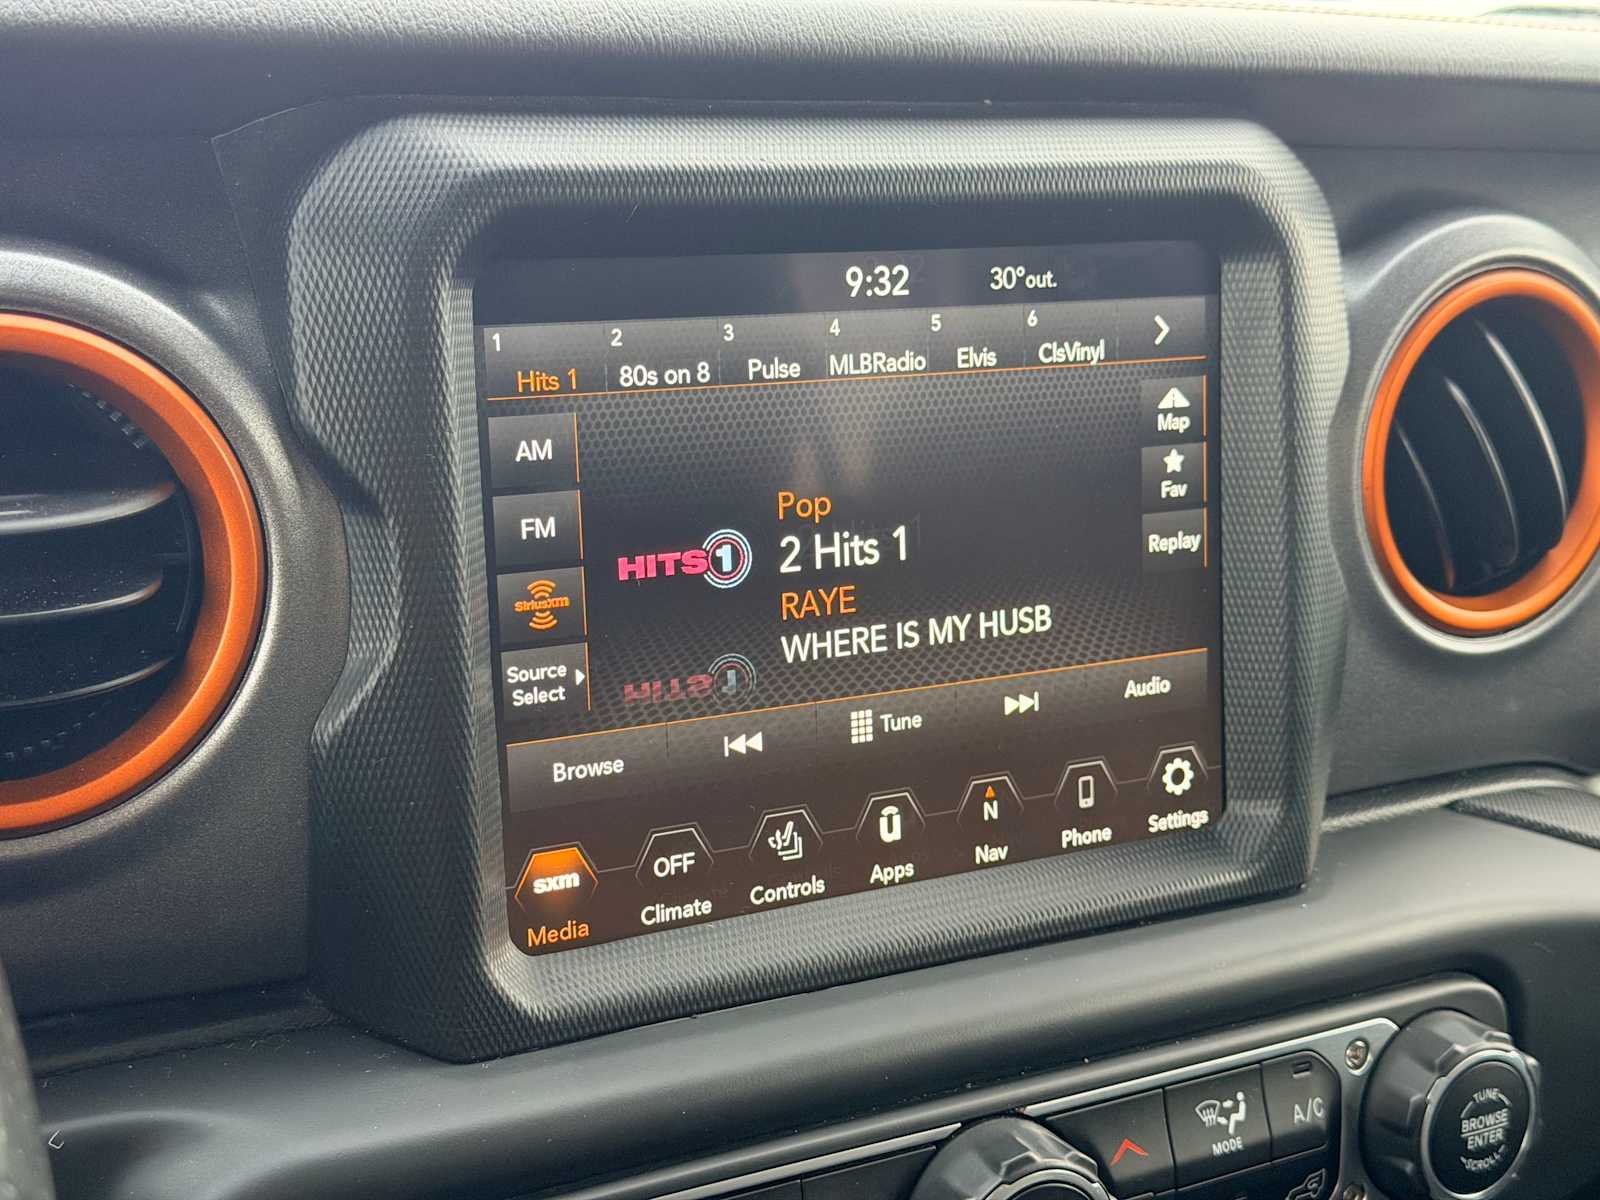 9:32 30°out.
1 2 3 4 5 6
Hits 1 80s on 8 Pulse MLBRadio Elvis ClsVinyl
AM
FM
SiriusXM
Source
Select
Map
Fav
Replay
HITS 1
Pop
2 Hits 1
RAYE
WHERE IS MY HUSB
Browse Tune Audio
sxm OFF N
Media Climate Controls Apps Nav Phone Settings
MODE
A/C
TUNE
BROWSE
ENTER
SCROLL